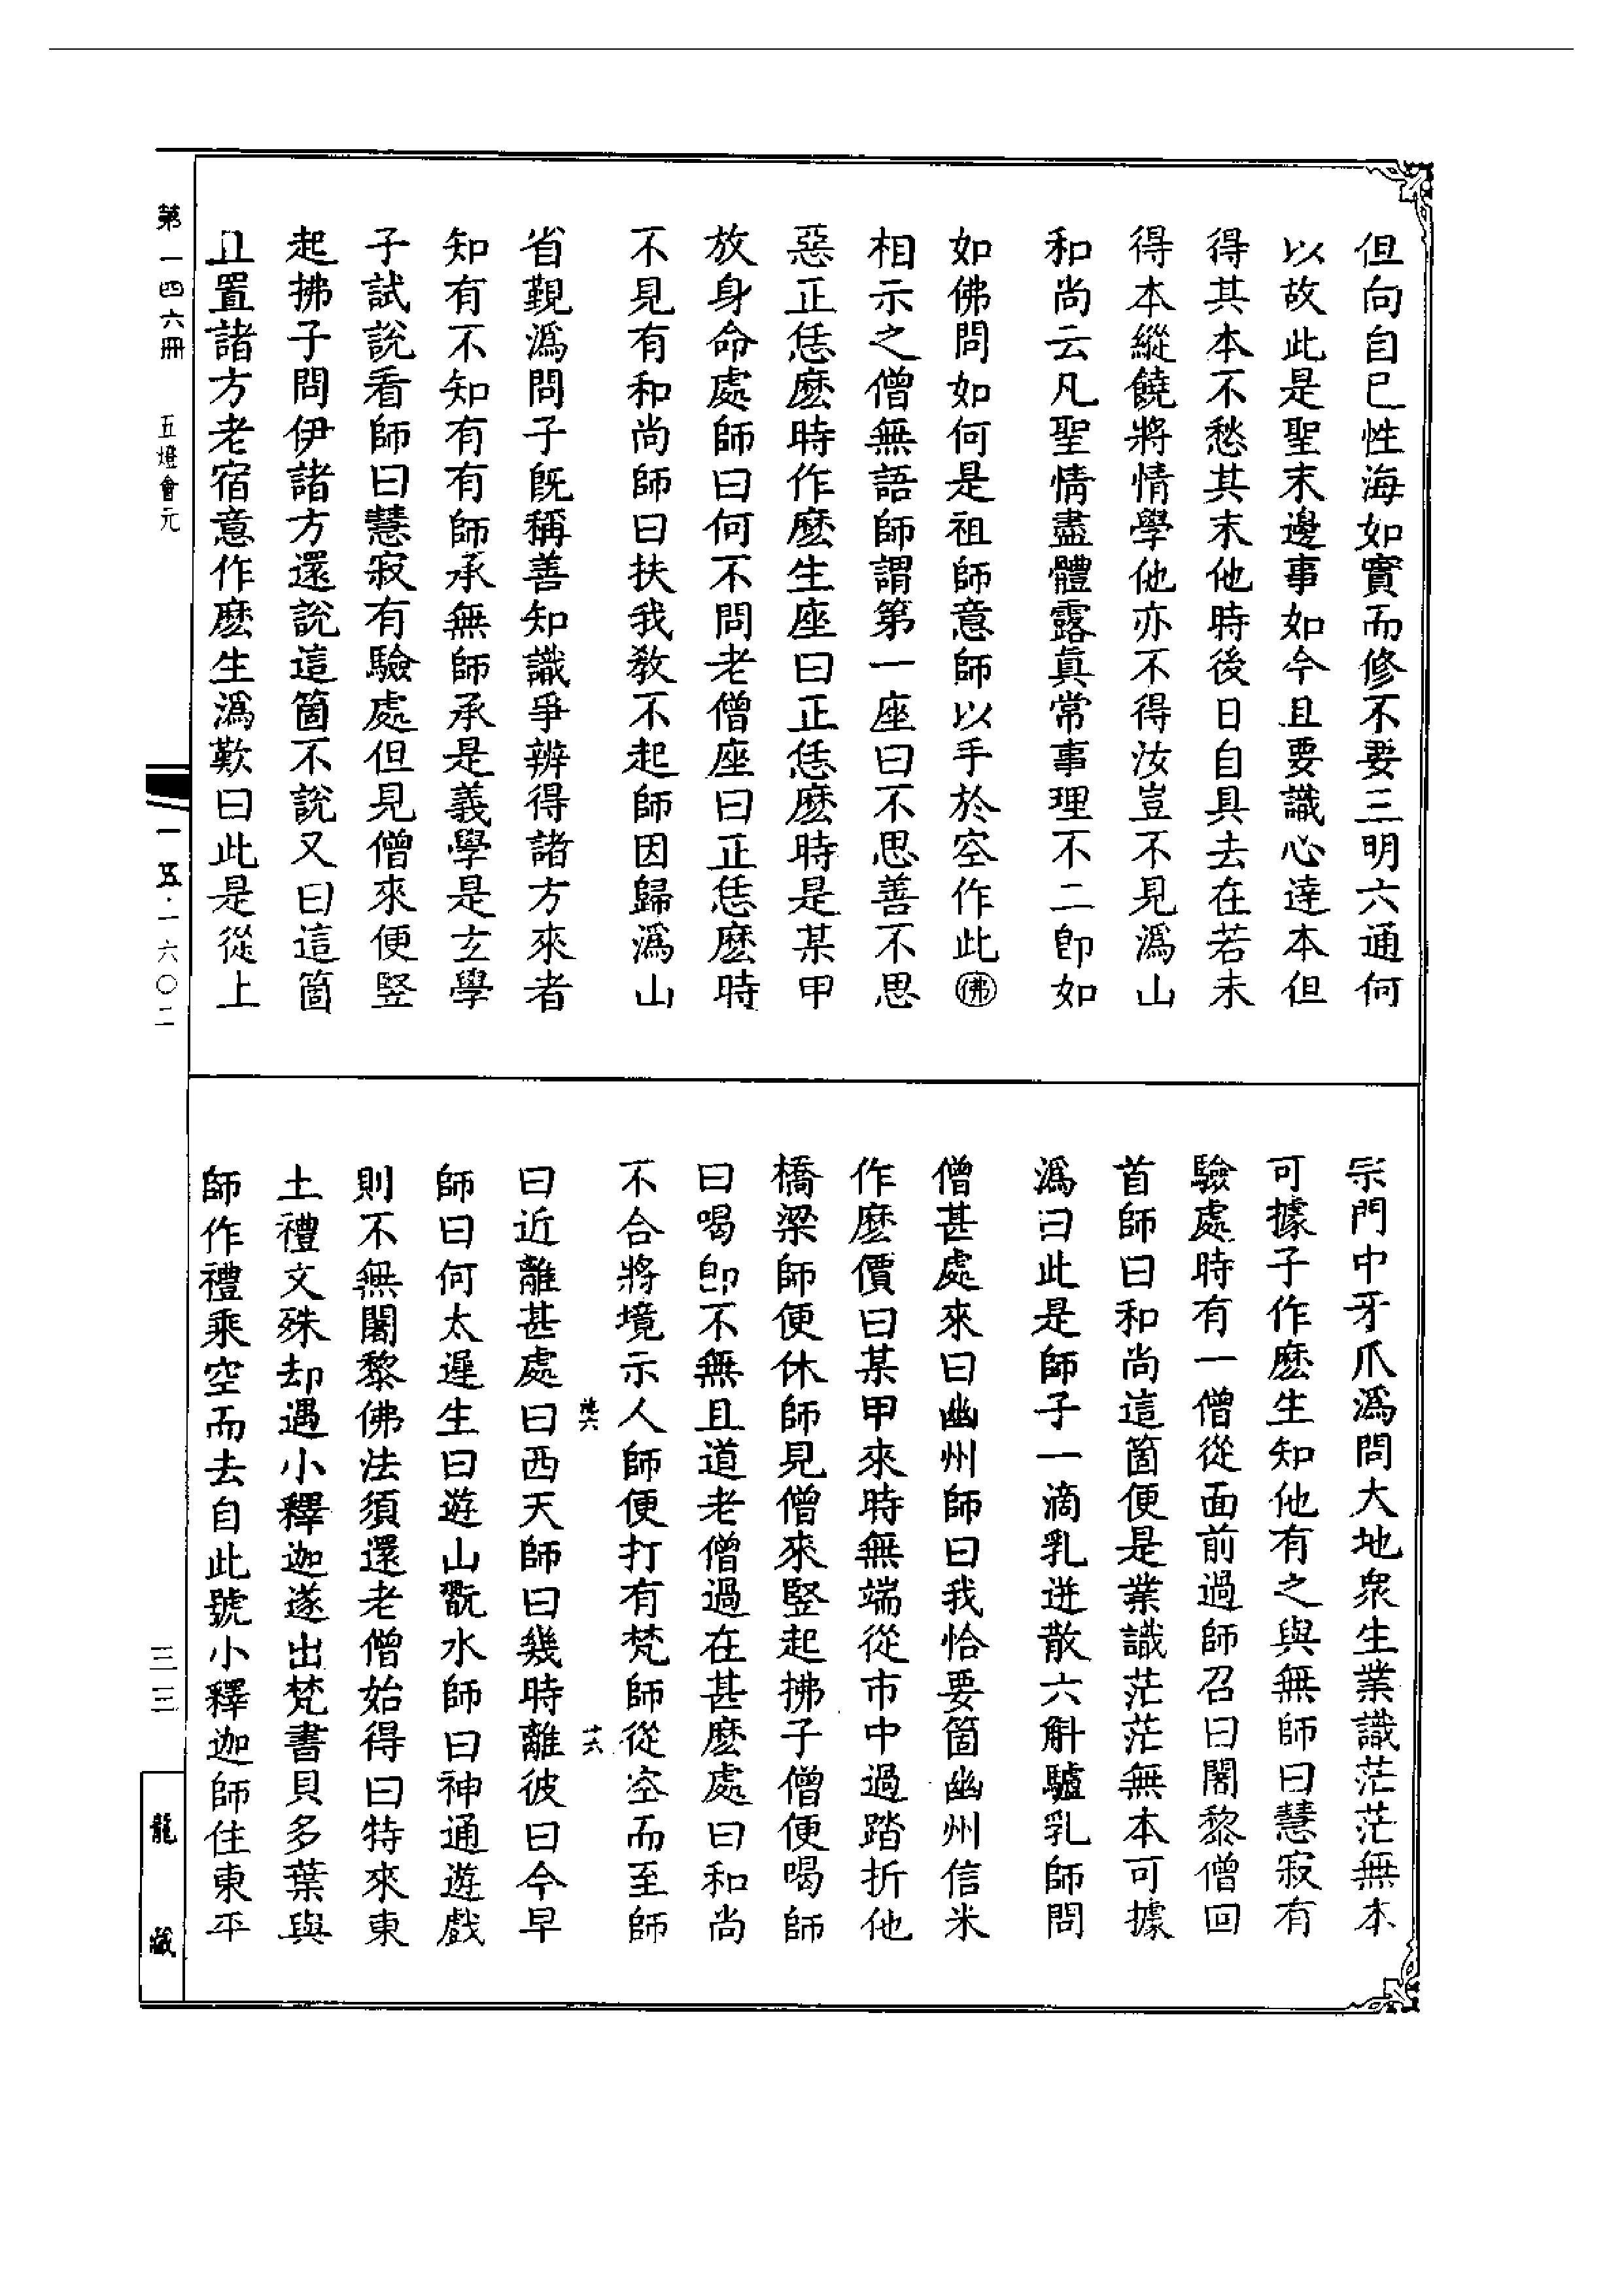 但向自己性海如實而修不要三明六通何
以故此是聖末邊事如今且要識心達本但
得其本不愁其末他時後日自具去在若未
得本縱饒將情學他亦不得汝豈不見溈山
和尚云凡聖情盡體露真常事理不二即如
如佛問如何是祖師意師以手於空作此㊣佛
相示之僧無語師謂第一座曰不思善不思
惡正恁麽時作麽生座曰正恁麽時是某甲
放身命處師曰何不問老僧座曰正恁麽時
不見有和尚師曰扶我教不起師因歸溈山
省覲溈問子既稱善知識爭辨得諸方來者
知有不知有有師承無師承是義學是玄學
子試說看師曰慧寂有驗處但見僧來便竪
起拂子問伊諸方還說這箇不說又曰這箇
且置諸方老宿意作麽生溈歎曰此是從上
宗門中牙爪溈問大地衆生業識茫茫無本
可據子作麽生知他有之與無師曰慧寂有
驗處時有一僧從面前過師召曰闍黎僧回
首師曰和尚這箇便是業識茫茫無本可據
溈曰此是師子一滴乳迸散六斛驢乳師問
僧甚處來曰幽州師曰我恰要箇幽州信米
作麽價曰某甲來時無端從市中過踏折他
橋梁師便休師見僧來竪起拂子僧便喝師
曰喝即不無且道老僧過在甚麽處曰和尚
不合將境示人師便打有梵師從空而至師
曰近離甚處曰西天師曰幾時離彼曰今早
師曰何太遲生曰遊山翫水師曰神通遊戲
則不無闍黎佛法須還老僧始得曰特來東
土禮文殊却遇小釋迦遂出梵書貝多葉與
師作禮乘空而去自此號小釋迦師住東平
第一四六冊 五燈會元
一五·一六〇二
三三
龍藏
十六